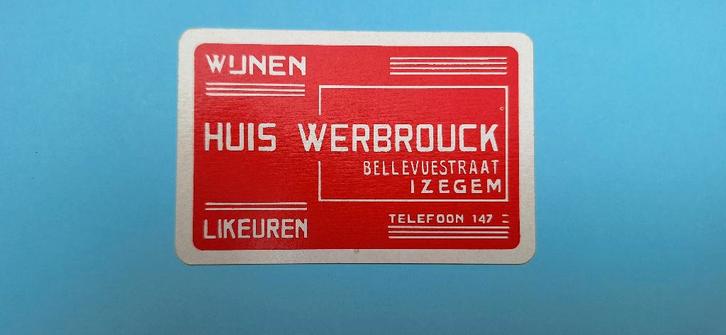 WIJNEN
HUIS WERBROUCK
BELLEVUESTRAAT
IZEGEM
LIKEUREN
TELEFOON 147